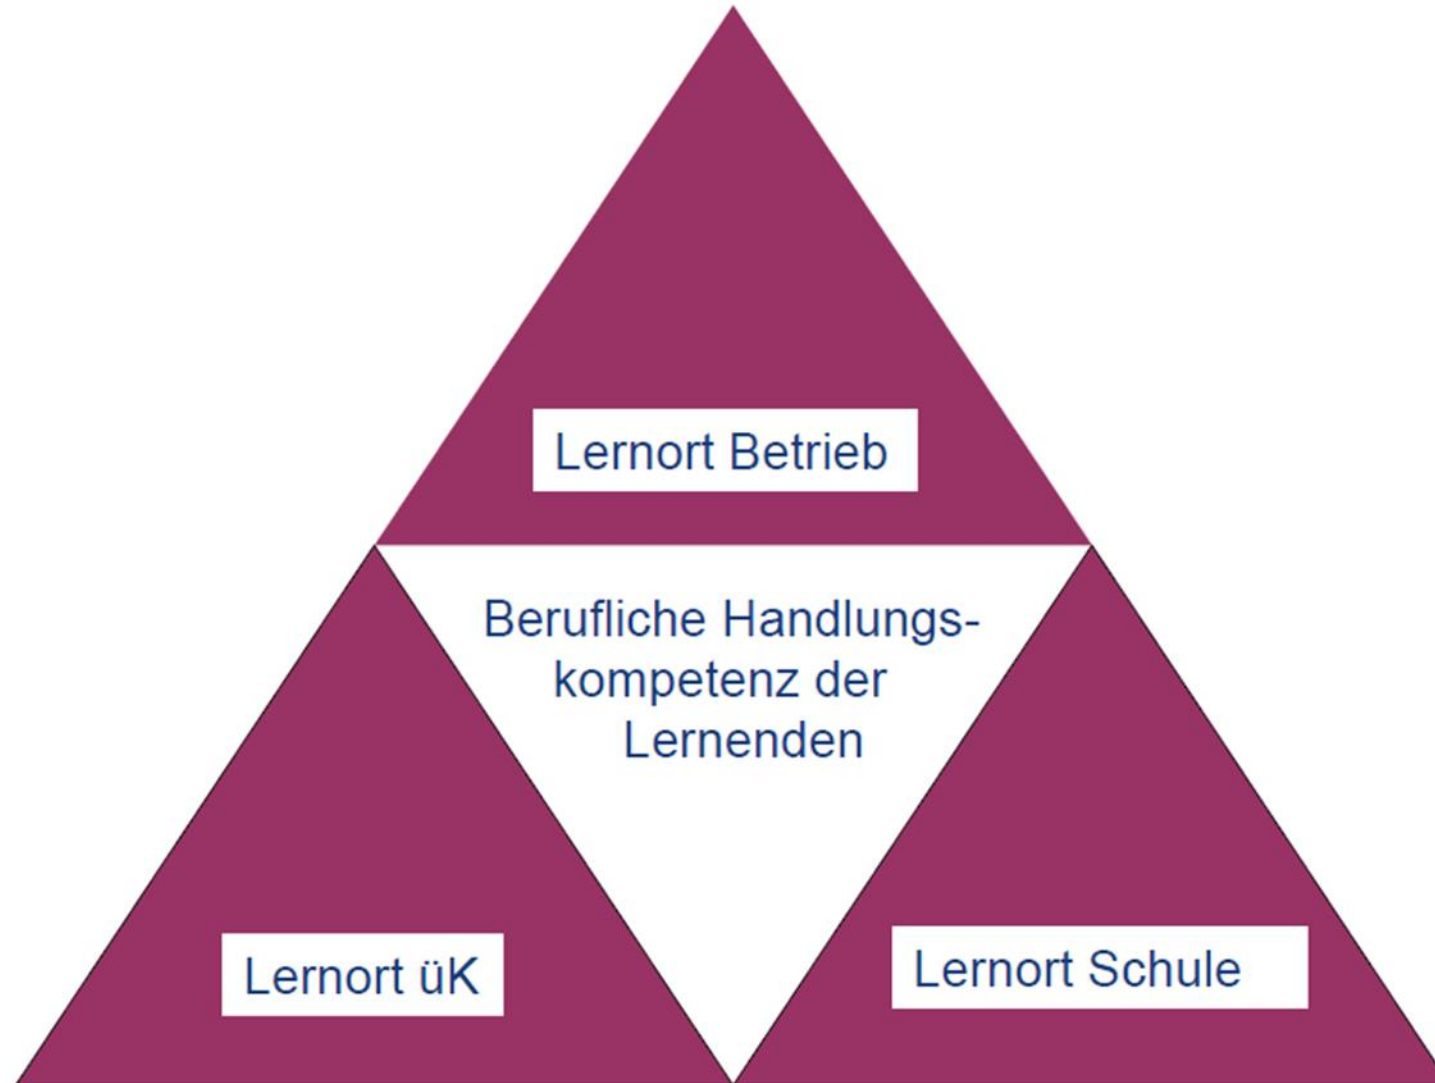 Lernort Betrieb
Berufliche Handlungs-
kompetenz der
Lernenden
Lernort üK
Lernort Schule